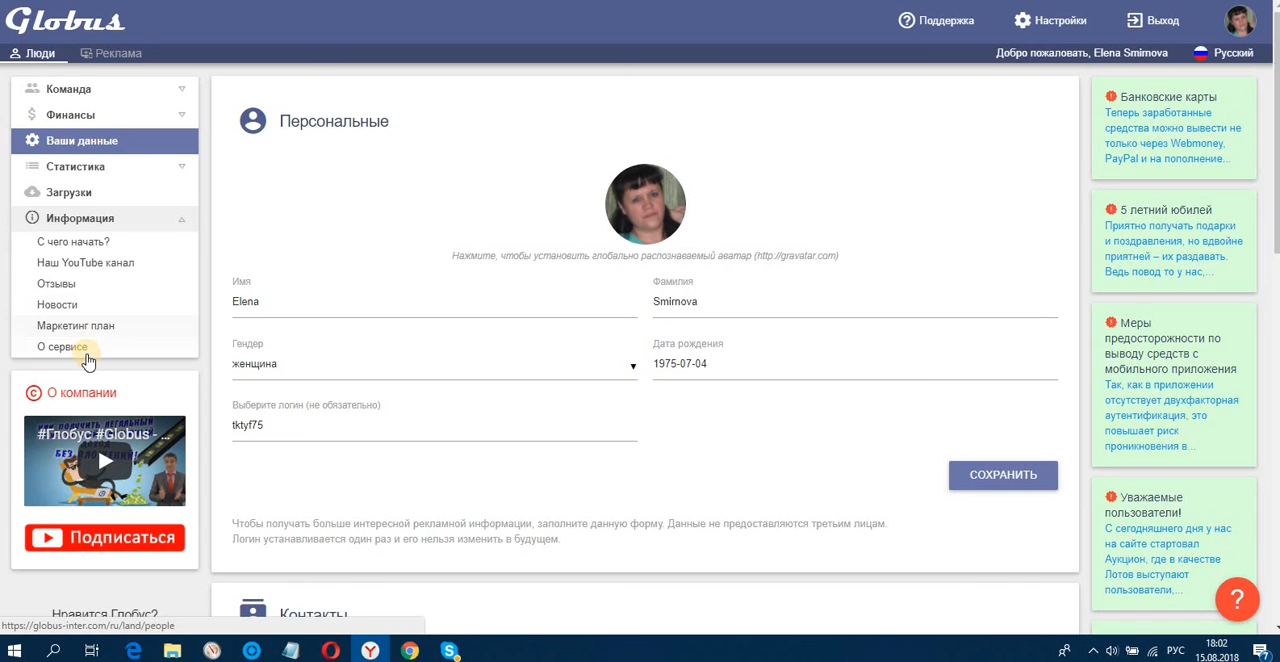 Globus
Поддержка
Настройки
Выход
Люди
Реклама
Добро пожаловать, Elena Smirnova
Русский
Команда
Финансы
Ваши данные
Статистика
Загрузки
Информация
С чего начать?
Наш YouTube канал
Отзывы
Новости
Маркетинг план
О сервисе
О компании
#Глобус #Globus - ...
Подписаться
Нравится Глобус?
Персональные
Нажмите, чтобы установить глобально распознаваемый аватар (http://gravatar.com)
Имя
Elena
Фамилия
Smirnova
Гендер
женщина
Дата рождения
1975-07-04
Выберите логин (не обязательно)
tktyf75
СОХРАНИТЬ
Чтобы получать больше интересной рекламной информации, заполните данную форму. Данные не предоставляются третьим лицам.
Логин устанавливается один раз и его нельзя изменить в будущем.
Контакты
Банковские карты
Теперь заработанные
средства можно вывести не
только через Webmoney,
PayPal и на пополнение...
5 летний юбилей
Приятно получать подарки
и поздравления, но вдвойне
приятней – их раздавать.
Ведь повод то у нас,...
Меры
предосторожности по
выводу средств с
мобильного приложения
Так, как в приложении
отсутствует двухфакторная
аутентификация, это
повышает риск
проникновения в...
Уважаемые
пользователи!
С сегодняшнего дня у нас
на сайте стартовал
Аукцион, где в качестве
Лотов выступают
пользователи,...
?
https://globus-inter.com/ru/land/people
РУС
18:02
15.08.2018
7